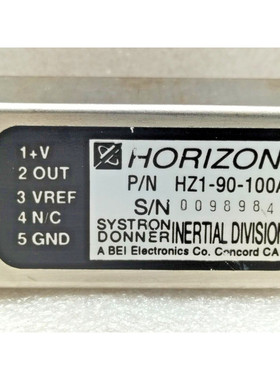 1 +V
2 OUT
3 VREF
4 N/C
5 GND
HORIZON
P/N HZ1-90-100A
S/N 0098984
SYSTRON DONNER INERTIAL DIVISION
A BEI Electronics Co. Concord CA